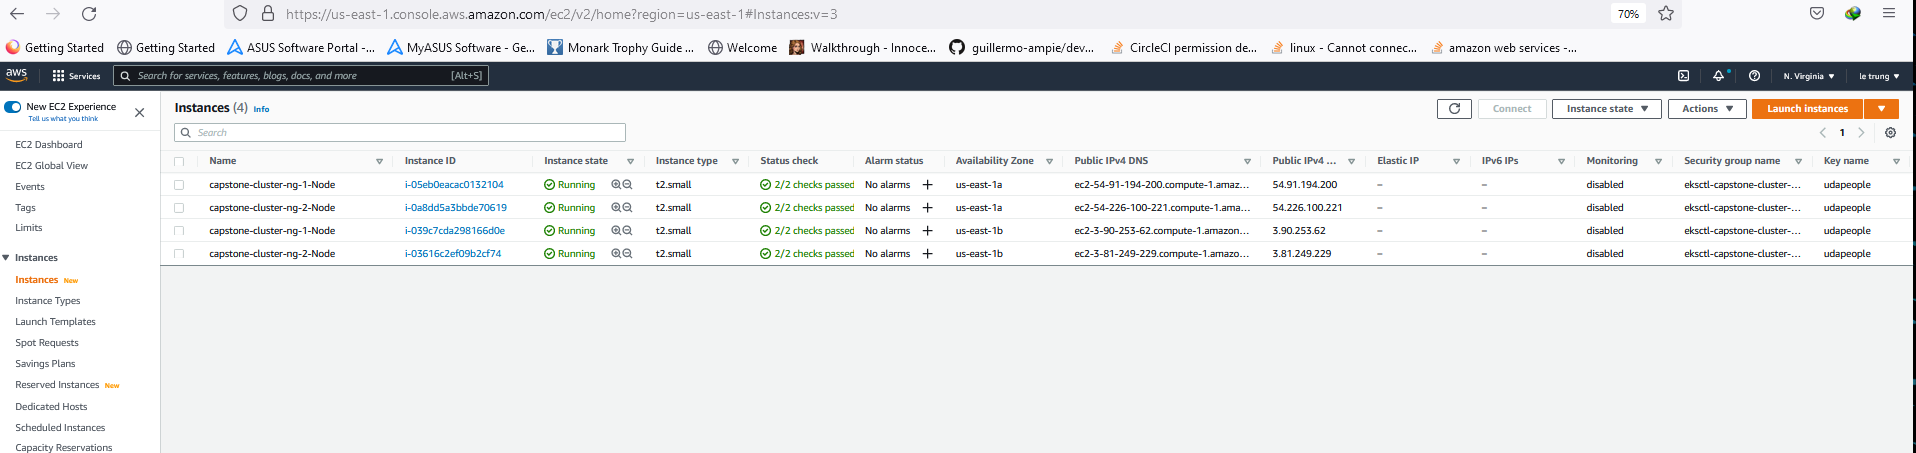 https://us-east-1.console.aws.amazon.com/ec2/v2/home?region=us-east-1#Instances:v=3 70%
Getting Started Getting Started ASUS Software Portal -... MyASUS Software - Ge... Monark Trophy Guide ... Welcome Walkthrough - Innoce... guillermo-ampie/dev... CircleCI permission de... linux - Cannot connec... amazon web services -...
aws Services Search for services, features, blogs, docs, and more [Alt+S] N. Virginia le trung
New EC2 Experience
Tell us what you think
EC2 Dashboard
EC2 Global View
Events
Tags
Limits
Instances
Instances New
Instance Types
Launch Templates
Spot Requests
Savings Plans
Reserved Instances New
Dedicated Hosts
Scheduled Instances
Capacity Reservations
Instances (4) Info Connect Instance state Actions Launch instances
Search 1
Name Instance ID Instance state Instance type Status check Alarm status Availability Zone Public IPv4 DNS Public IPv4 ... Elastic IP IPv6 IPs Monitoring Security group name Key name
capstone-cluster-ng-1-Node i-05eb0eacac0132104 Running t2.small 2/2 checks passed No alarms + us-east-1a ec2-54-91-194-200.compute-1.amaz... 54.91.194.200 – – disabled eksctl-capstone-cluster-... udapeople
capstone-cluster-ng-2-Node i-0a8dd5a3bbde70619 Running t2.small 2/2 checks passed No alarms + us-east-1a ec2-54-226-100-221.compute-1.ama... 54.226.100.221 – – disabled eksctl-capstone-cluster-... udapeople
capstone-cluster-ng-1-Node i-039c7cda298166d0e Running t2.small 2/2 checks passed No alarms + us-east-1b ec2-3-90-253-62.compute-1.amazon... 3.90.253.62 – – disabled eksctl-capstone-cluster-... udapeople
capstone-cluster-ng-2-Node i-03616c2ef09b2cf74 Running t2.small 2/2 checks passed No alarms + us-east-1b ec2-3-81-249-229.compute-1.amazo... 3.81.249.229 – – disabled eksctl-capstone-cluster-... udapeople